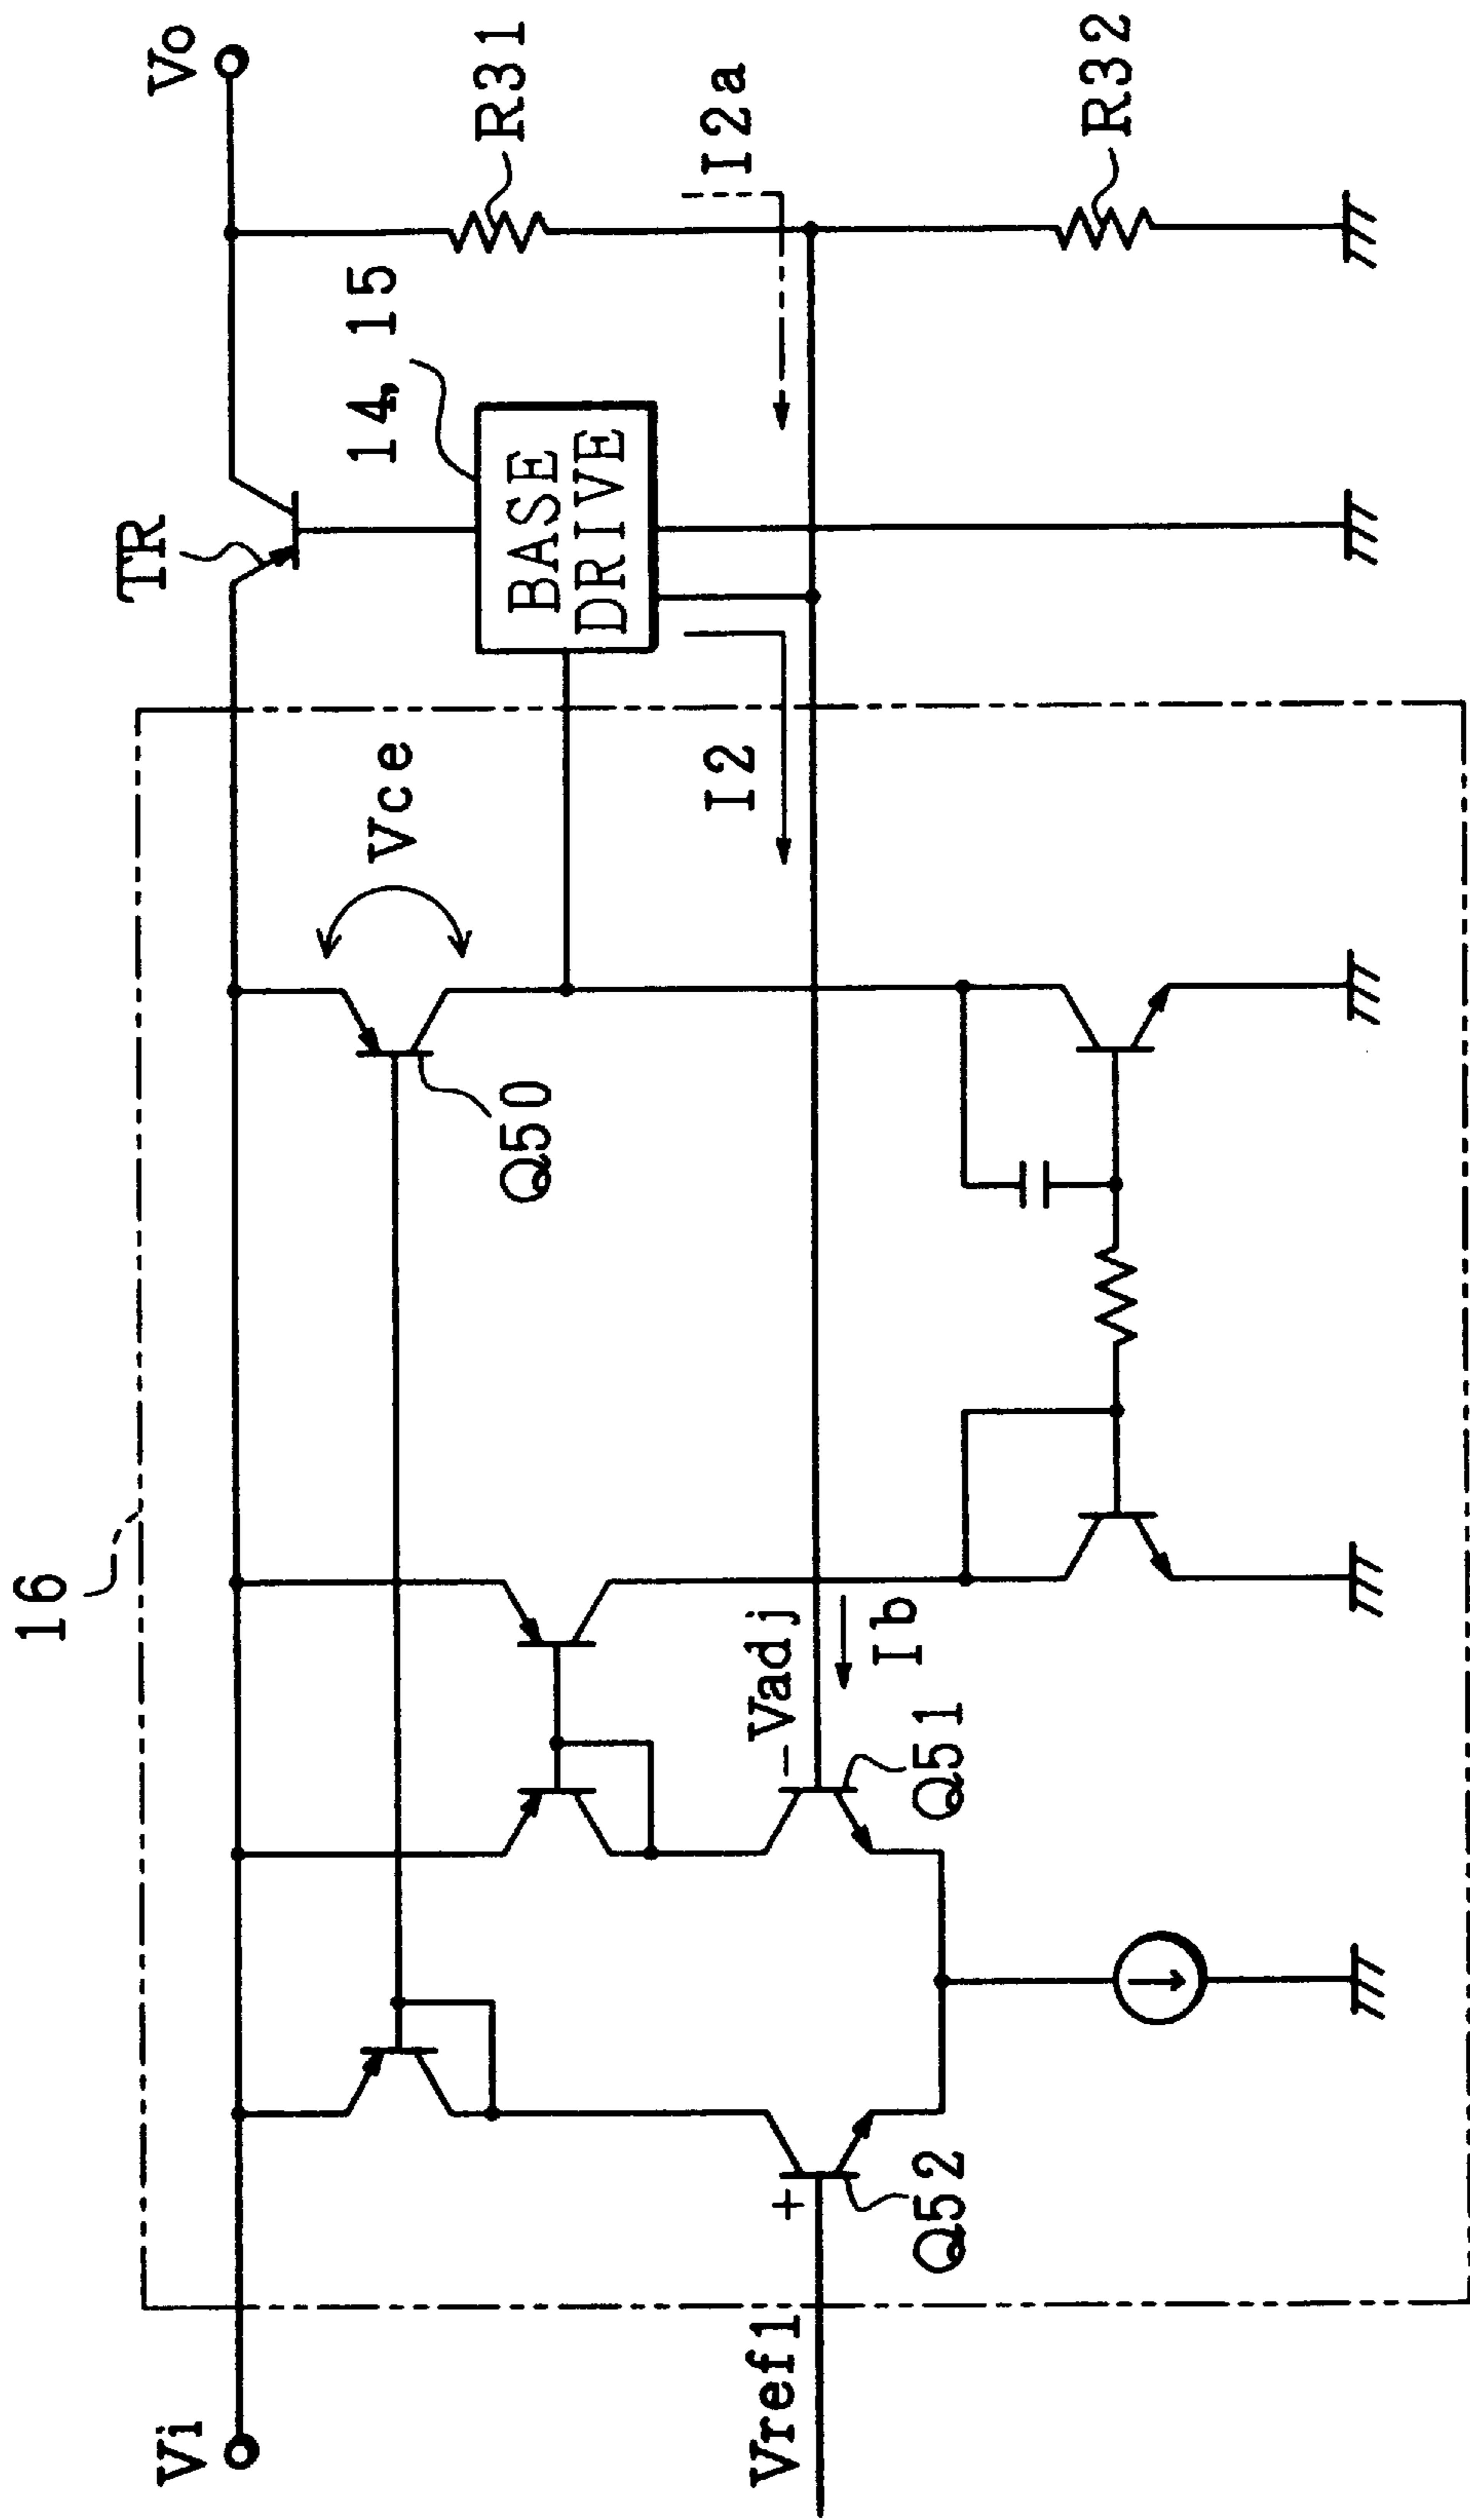 16
Vi
TR
Vo
Vce
14, 15
R31
BASE
DRIVE
Q50
I2
I2a
Vref1
+
-Vadj
Ib
Q52
Q51
R32